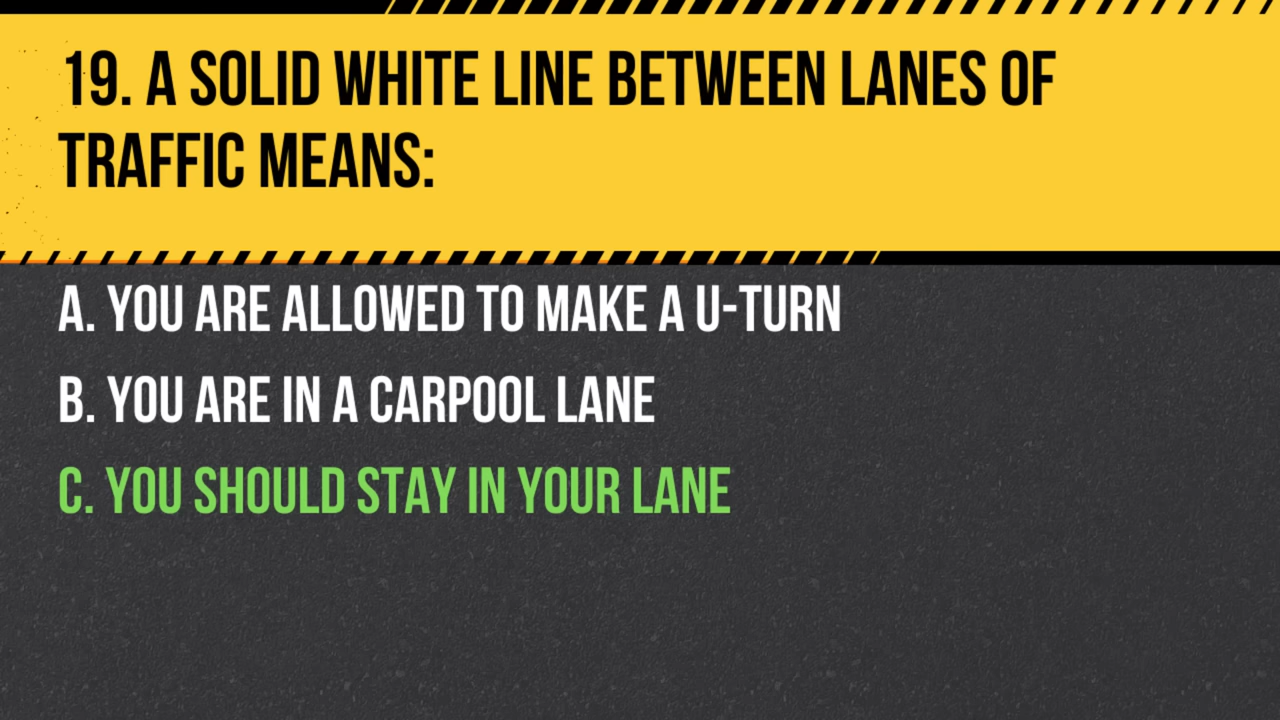 19. A SOLID WHITE LINE BETWEEN LANES OF
TRAFFIC MEANS:
A. YOU ARE ALLOWED TO MAKE A U-TURN
B. YOU ARE IN A CARPOOL LANE
C. YOU SHOULD STAY IN YOUR LANE